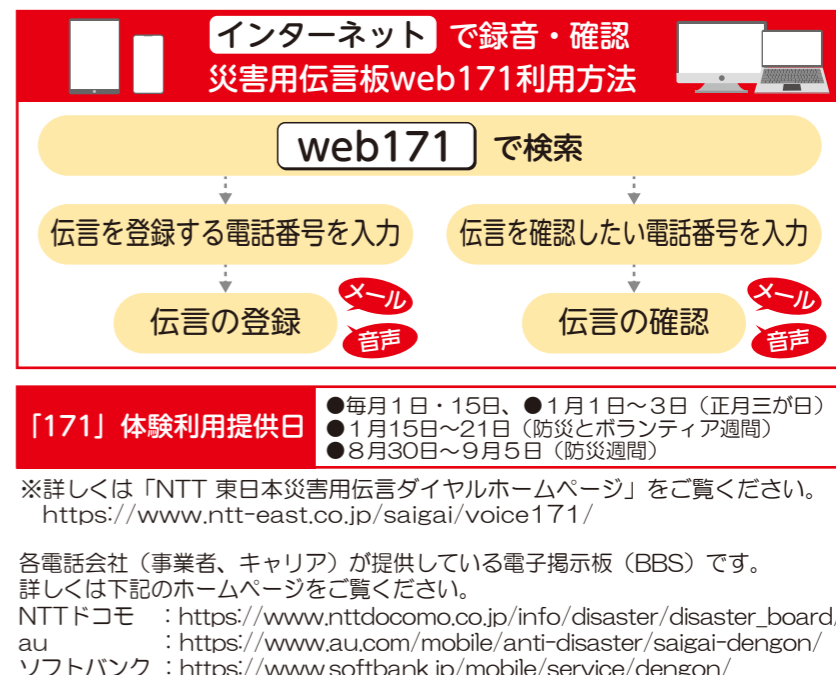 インターネット で録音・確認
災害用伝言板web171利用方法
web171 で検索
伝言を登録する電話番号を入力
伝言の登録
メール
音声
伝言を確認したい電話番号を入力
伝言の確認
メール
音声
「171」体験利用提供日
●毎月1日・15日、●1月1日～3日（正月三が日）
●1月15日～21日（防災とボランティア週間）
●8月30日～9月5日（防災週間）
※詳しくは「NTT 東日本災害用伝言ダイヤルホームページ」をご覧ください。
https://www.ntt-east.co.jp/saigai/voice171/
各電話会社（事業者、キャリア）が提供している電子掲示板（BBS）です。
詳しくは下記のホームページをご覧ください。
NTTドコモ ：https://www.nttdocomo.co.jp/info/disaster/disaster_board/
au ：https://www.au.com/mobile/anti-disaster/saigai-dengon/
ソフトバンク ：https://www.softbank.jp/mobile/service/dengon/